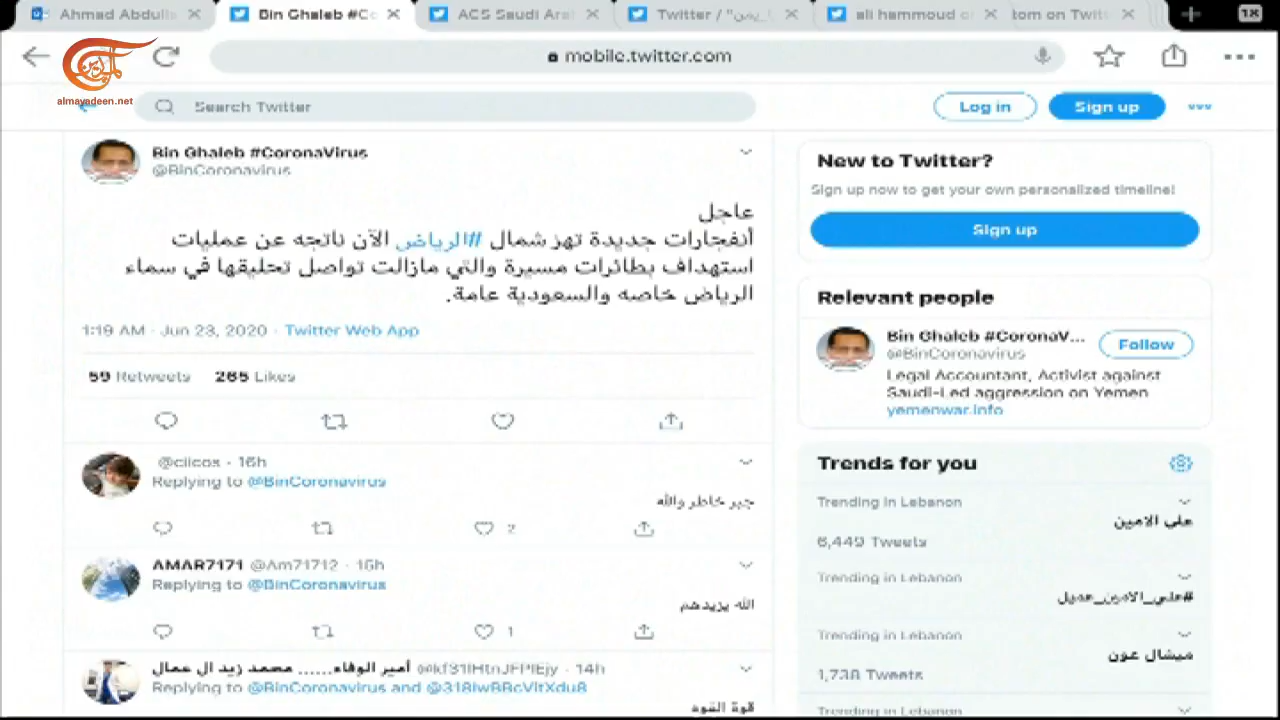 Ahmad Abdulla
Bin Ghaleb #Co
ACS Saudi Ara
Twitter / "يمن_
ali hammoud o
tom on Twitt
18
mobile.twitter.com
almayadeen.net
Search Twitter
Log in
Sign up
Bin Ghaleb #CoronaVirus
@BinCoronavirus
عاجل
أنفجارات جديدة تهز شمال #الرياض الآن ناتجه عن عمليات
استهداف بطائرات مسيرة والتي مازالت تواصل تحليقها في سماء
الرياض خاصه والسعودية عامة.
1:19 AM · Jun 23, 2020 · Twitter Web App
59 Retweets 265 Likes
@ciicox · 16h
Replying to @BinCoronavirus
جبر خاطر والله
2
AMAR7171 @Am71712 · 16h
Replying to @BinCoronavirus
الله يزيدهم
1
أمير الوفاء...... محمد زيد ال عمال · 14h
Replying to @BinCoronavirus and
قوة القوه
New to Twitter?
Sign up now to get your own personalized timeline!
Sign up
Relevant people
Bin Ghaleb #CoronaV...
@BinCoronavirus
Follow
Legal Accountant, Activist against
Saudi-Led aggression on Yemen
yemenwar.info
Trends for you
Trending in Lebanon
علي الامين
6,449 Tweets
Trending in Lebanon
#علي_الامين_عميل
Trending in Lebanon
ميشال عون
1,738 Tweets
Trending in Lebanon